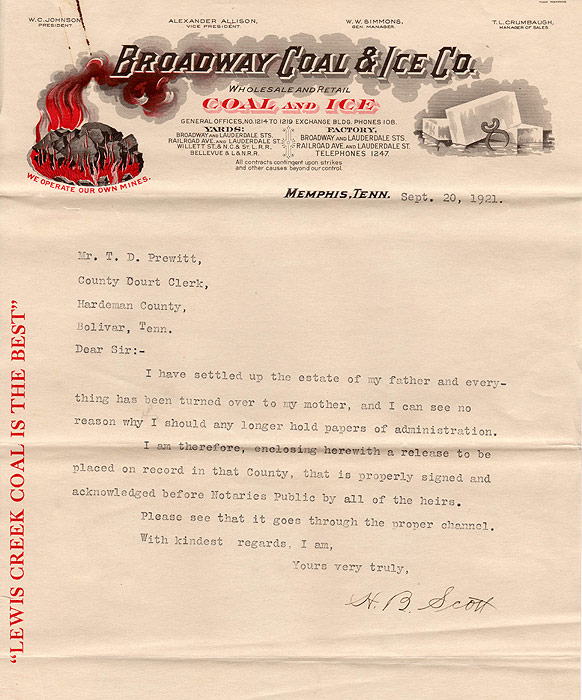 W.C. JOHNSON, ALEXANDER ALLISON, W.W. SIMMONS, T.L. CRUMBAUGH,
PRESIDENT VICE PRESIDENT GEN. MANAGER. MANAGER OF SALES.
BROADWAY COAL & ICE CO.
WHOLESALE AND RETAIL
COAL AND ICE
GENERAL OFFICES, NO. 1214 TO 1219 EXCHANGE BLDG. PHONES 108.
YARDS:
BROADWAY AND LAUDERDALE STS.
RAILROAD AVE. AND LAUDERDALE ST.
WILLETT ST. & N.C. & ST. L. R.R.
BELLEVUE & L. & N. R.R.
FACTORY,
BROADWAY AND LAUDERDALE STS.
RAILROAD AVE. AND LAUDERDALE ST.
TELEPHONES 1247.
All contracts contingent upon strikes
and other causes beyond our control.
WE OPERATE OUR OWN MINES.
MEMPHIS, TENN. Sept. 20, 1921.
Mr. T. D. Prewitt,
County Court Clerk,
Hardeman County,
Bolivar, Tenn.
Dear Sir:-
I have settled up the estate of my father and every-
thing has been turned over to my mother, and I can see no
reason why I should any longer hold papers of administration.
I am therefore, enclosing herewith a release to be
placed on record in that County, that is properly signed and
acknowledged before Notaries Public by all of the heirs.
Please see that it goes through the proper channel.
With kindest regards, I am,
Yours very truly,
H. B. Scott
"LEWIS CREEK COAL IS THE BEST"